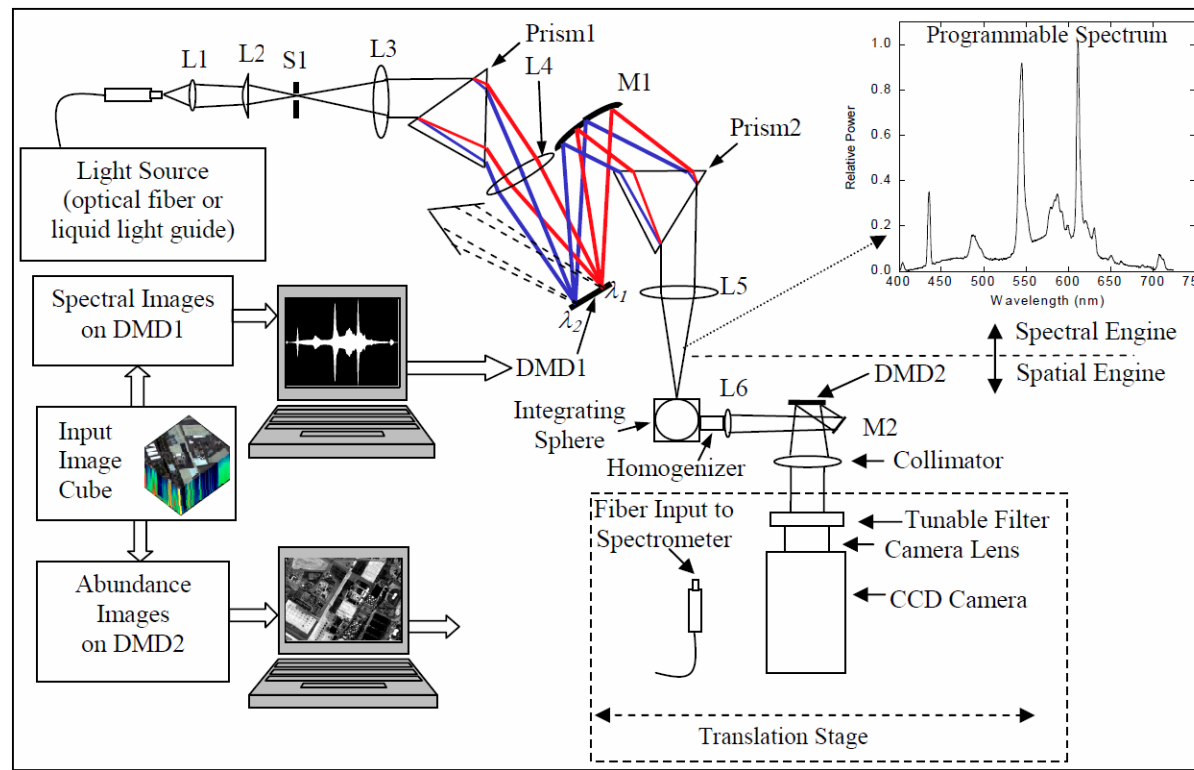 L1
L2
S1
L3
Prism1
L4
M1
Prism2
Light Source
(optical fiber or
liquid light guide)
Programmable Spectrum
Relative Power
1.0
0.8
0.6
0.4
0.2
0.0
400
450
500
550
600
650
700
75
Wavelength (nm)
L5
λ1
λ2
DMD1
Spectral Images
on DMD1
Spectral Engine
Spatial Engine
Input
Image
Cube
Integrating
Sphere
L6
DMD2
M2
Homogenizer
Collimator
Abundance
Images
on DMD2
Fiber Input to
Spectrometer
Tunable Filter
Camera Lens
CCD Camera
Translation Stage